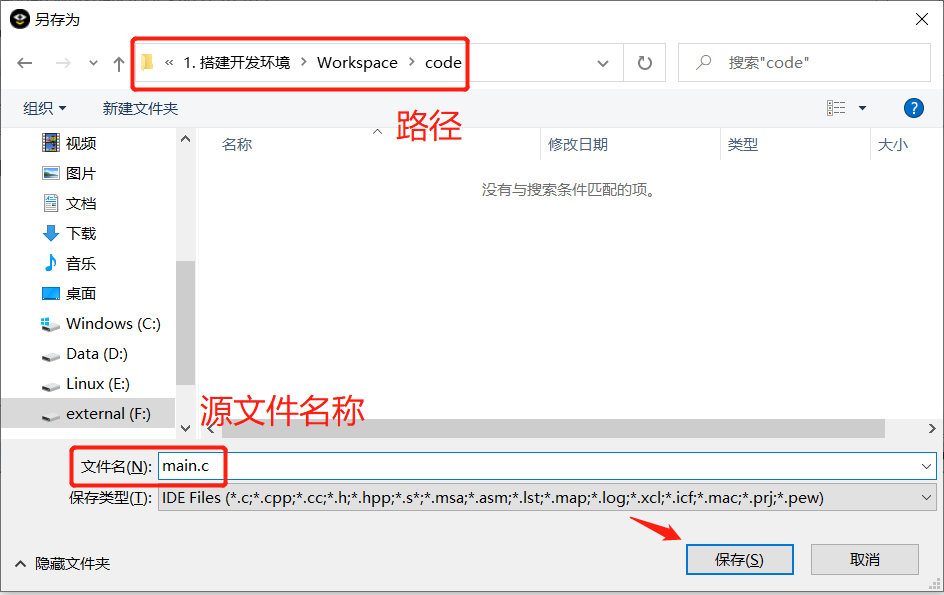 另存为
« 1. 搭建开发环境 › Workspace › code
搜索"code"
路径
组织 新建文件夹
?
名称 修改日期 类型 大小
没有与搜索条件匹配的项。
视频
图片
文档
下载
音乐
桌面
Windows (C:)
Data (D:)
Linux (E:)
external (F:)
源文件名称
文件名(N): main.c
保存类型(T): IDE Files (*.c;*.cpp;*.cc;*.h;*.hpp;*.s*;*.msa;*.asm;*.lst;*.map;*.log;*.xcl;*.icf;*.mac;*.prj;*.pew)
隐藏文件夹 保存(S) 取消